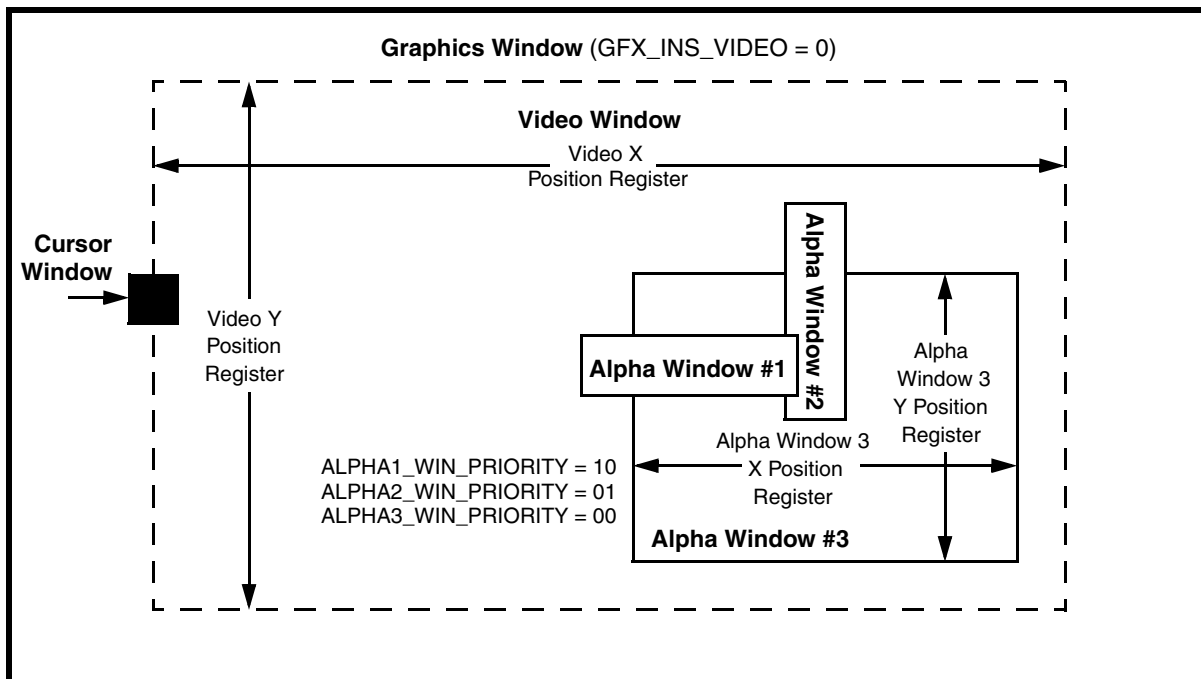 Graphics Window (GFX_INS_VIDEO = 0)
Video Window
Video X
Position Register
Cursor
Window
Video Y
Position
Register
Alpha Window #1
Alpha Window #2
Alpha
Window 3
Y Position
Register
Alpha Window 3
X Position
Register
ALPHA1_WIN_PRIORITY = 10
ALPHA2_WIN_PRIORITY = 01
ALPHA3_WIN_PRIORITY = 00
Alpha Window #3